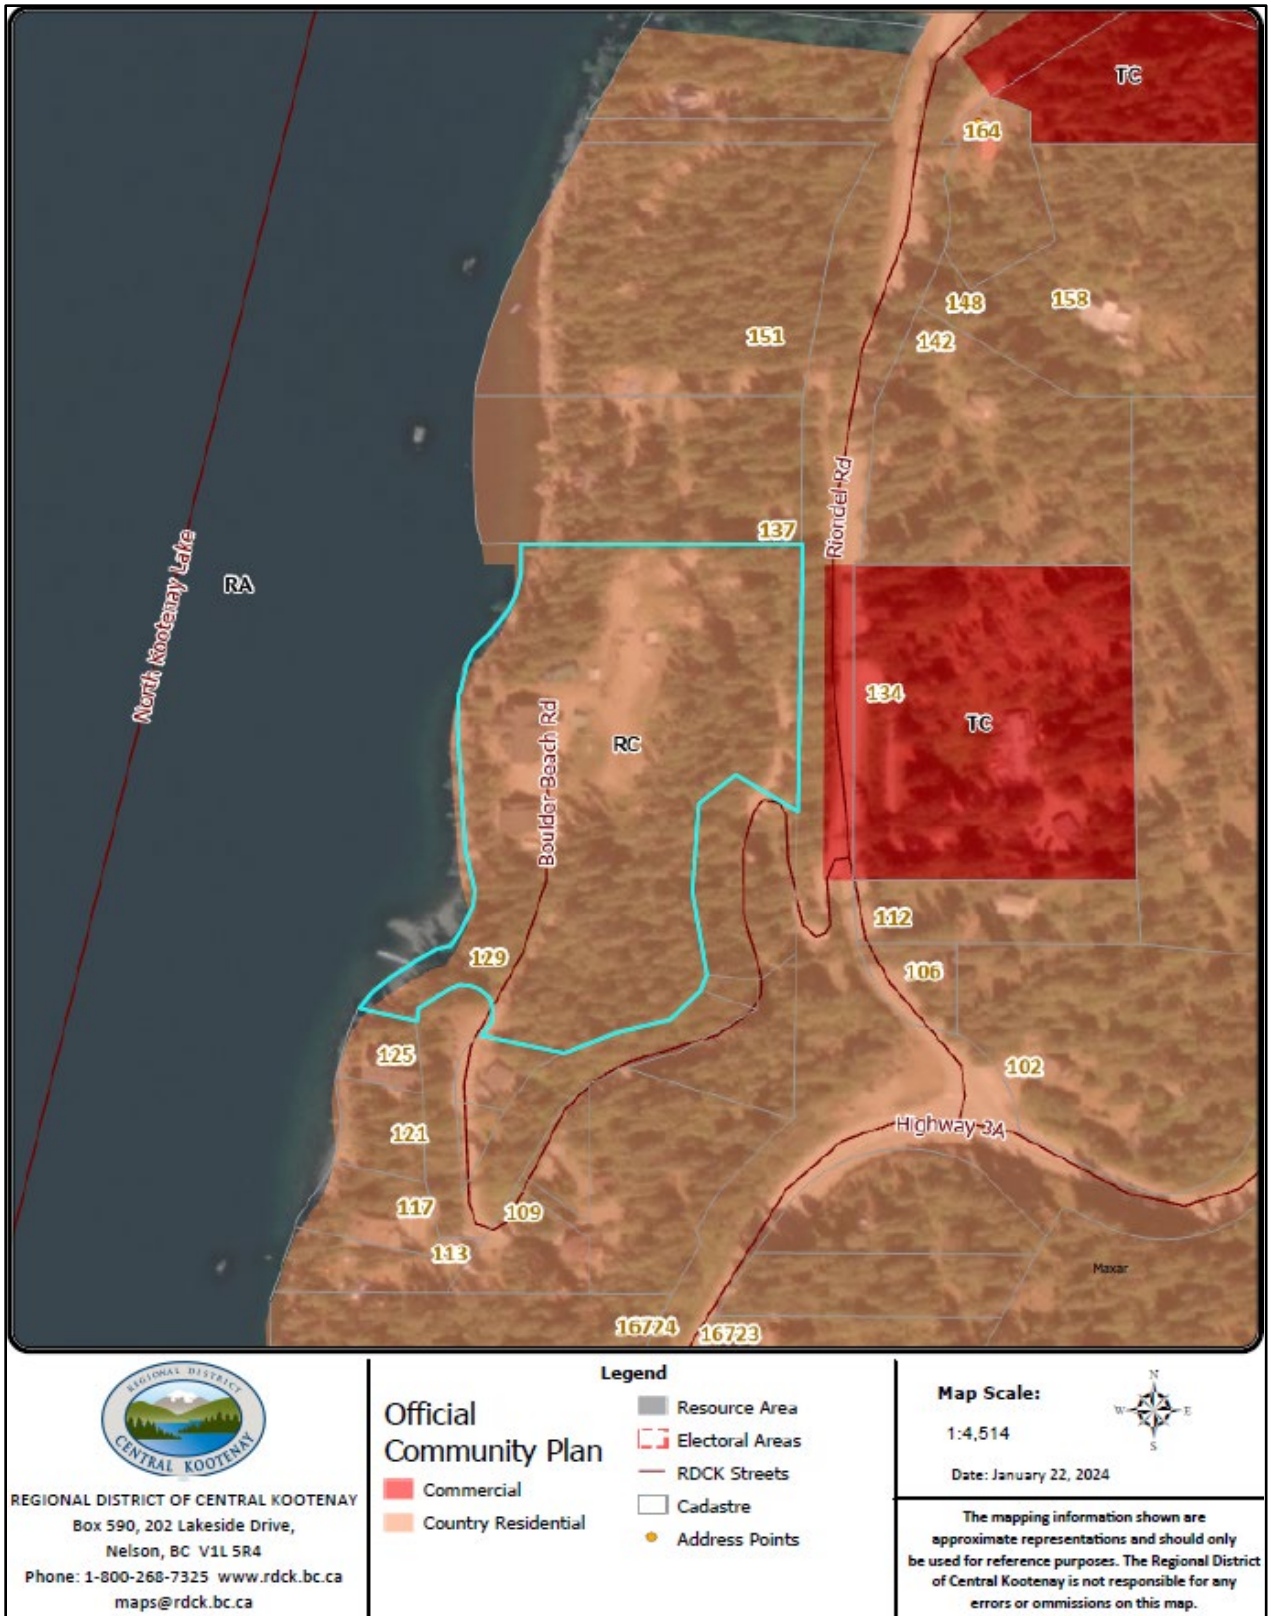 TC
164
148
158
142
151
Riondel Rd
137
North Kootenay Lake
RA
134
TC
Boulder Beach Rd
RC
112
129
106
125
102
121
Highway 3A
117
109
113
Maxar
16724
16723
REGIONAL DISTRICT
CENTRAL KOOTENAY
REGIONAL DISTRICT OF CENTRAL KOOTENAY
Box 590, 202 Lakeside Drive,
Nelson, BC V1L 5R4
Phone: 1-800-268-7325 www.rdck.bc.ca
maps@rdck.bc.ca
Legend
Official
Community Plan
Commercial
Country Residential
Resource Area
Electoral Areas
RDCK Streets
Cadastre
Address Points
Map Scale:
1:4,514
N
W
E
S
Date: January 22, 2024
The mapping information shown are
approximate representations and should only
be used for reference purposes. The Regional District
of Central Kootenay is not responsible for any
errors or ommissions on this map.